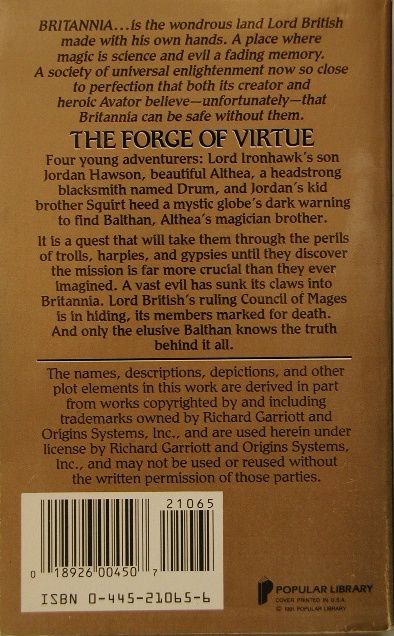 BRITANNIA...is the wondrous land Lord British
made with his own hands. A place where
magic is science and evil a fading memory.
A society of universal enlightenment now so close
to perfection that both its creator and
heroic Avator believe—unfortunately—that
Britannia can be safe without them.
THE FORGE OF VIRTUE
Four young adventurers: Lord Ironhawk's son
Jordan Hawson, beautiful Althea, a headstrong
blacksmith named Drum, and Jordan's kid
brother Squirt heed a mystic globe's dark warning
to find Balthan, Althea's magician brother.
It is a quest that will take them through the perils
of trolls, harpies, and gypsies until they discover
the mission is far more crucial than they ever
imagined. A vast evil has sunk its claws into
Britannia. Lord British's ruling Council of Mages
is in hiding, its members marked for death.
And only the elusive Balthan knows the truth
behind it all.
The names, descriptions, depictions, and other
plot elements in this work are derived in part
from works copyrighted by and including
trademarks owned by Richard Garriott and
Origins Systems, Inc., and are used herein under
license by Richard Garriott and Origins Systems,
Inc., and may not be used or reused without
the written permission of those parties.
21065
0 18926 00450 7
ISBN 0-445-21065-6
POPULAR LIBRARY
COVER PRINTED IN U.S.A.
© 1991 POPULAR LIBRARY